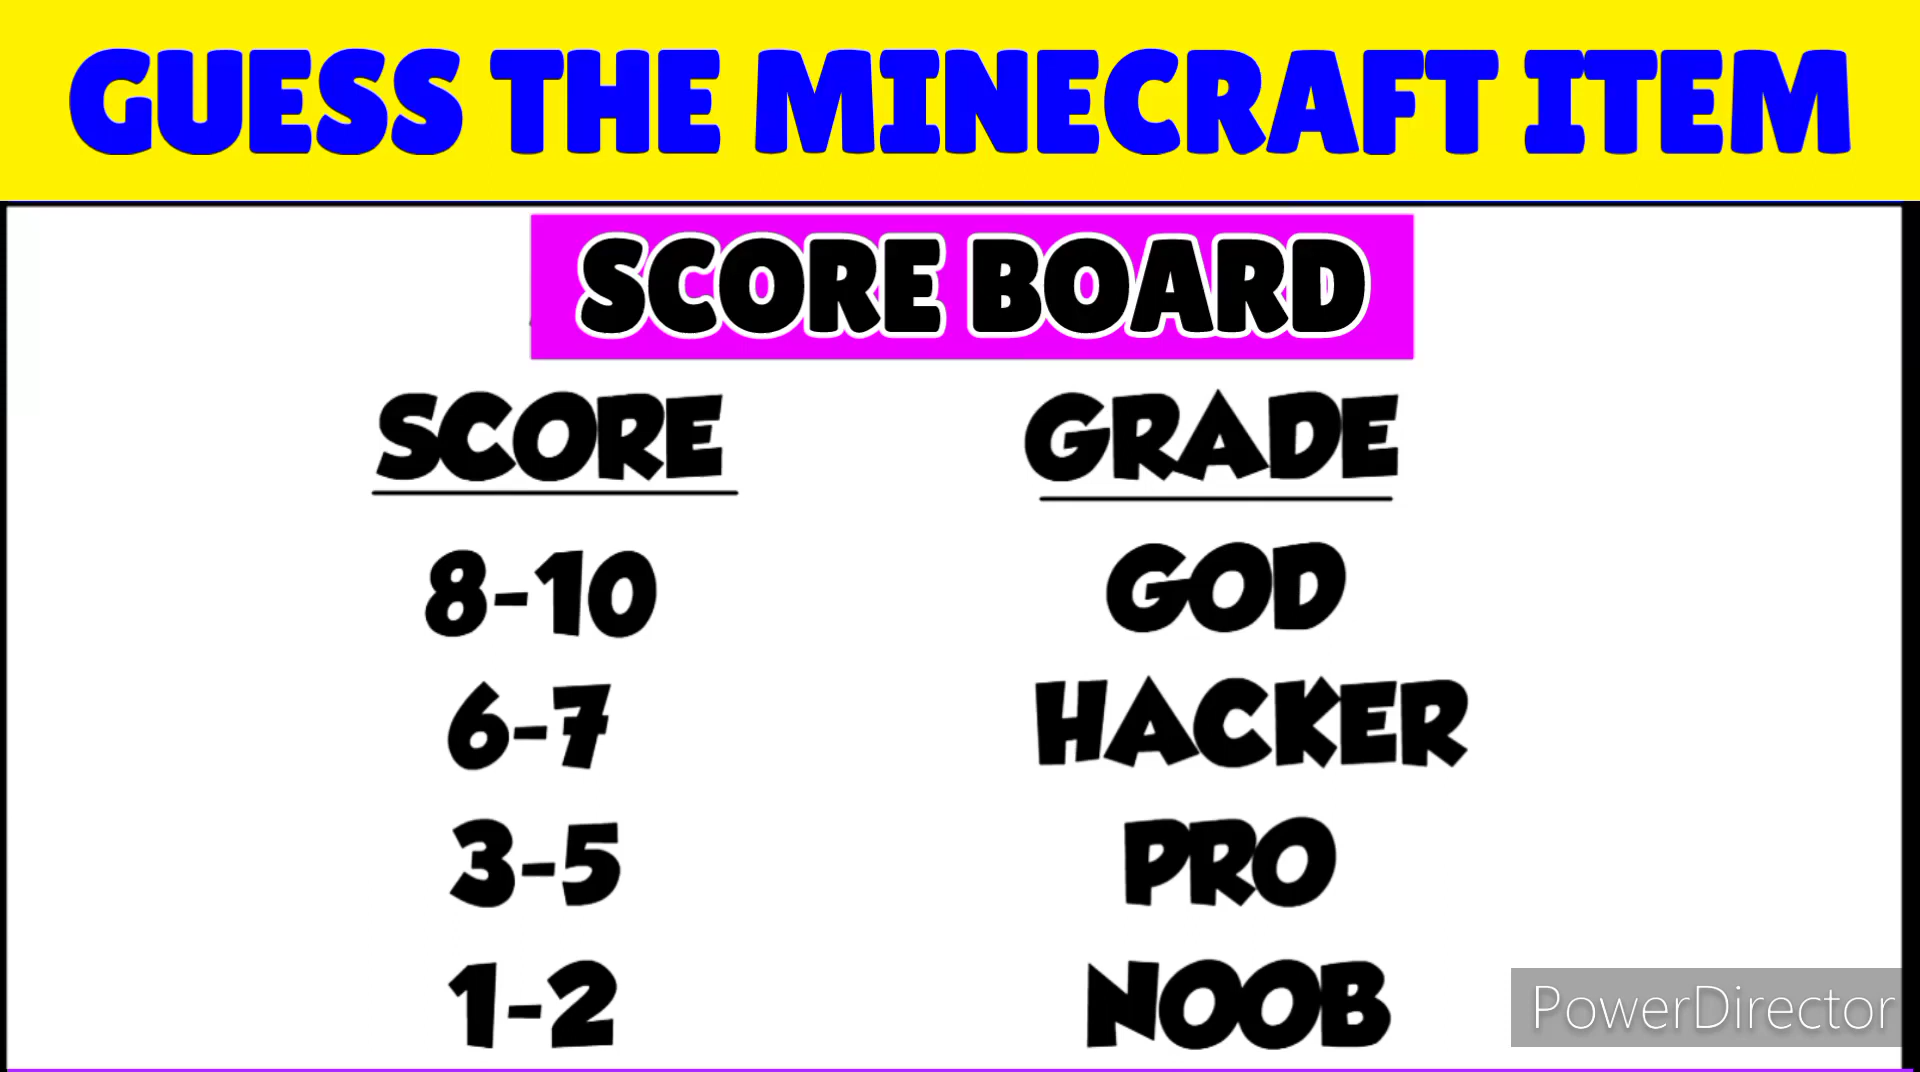 GUESS THE MINECRAFT ITEM
SCORE BOARD
SCORE GRADE
8-10 GOD
6-7 HACKER
3-5 PRO
1-2 NOOB
PowerDirector